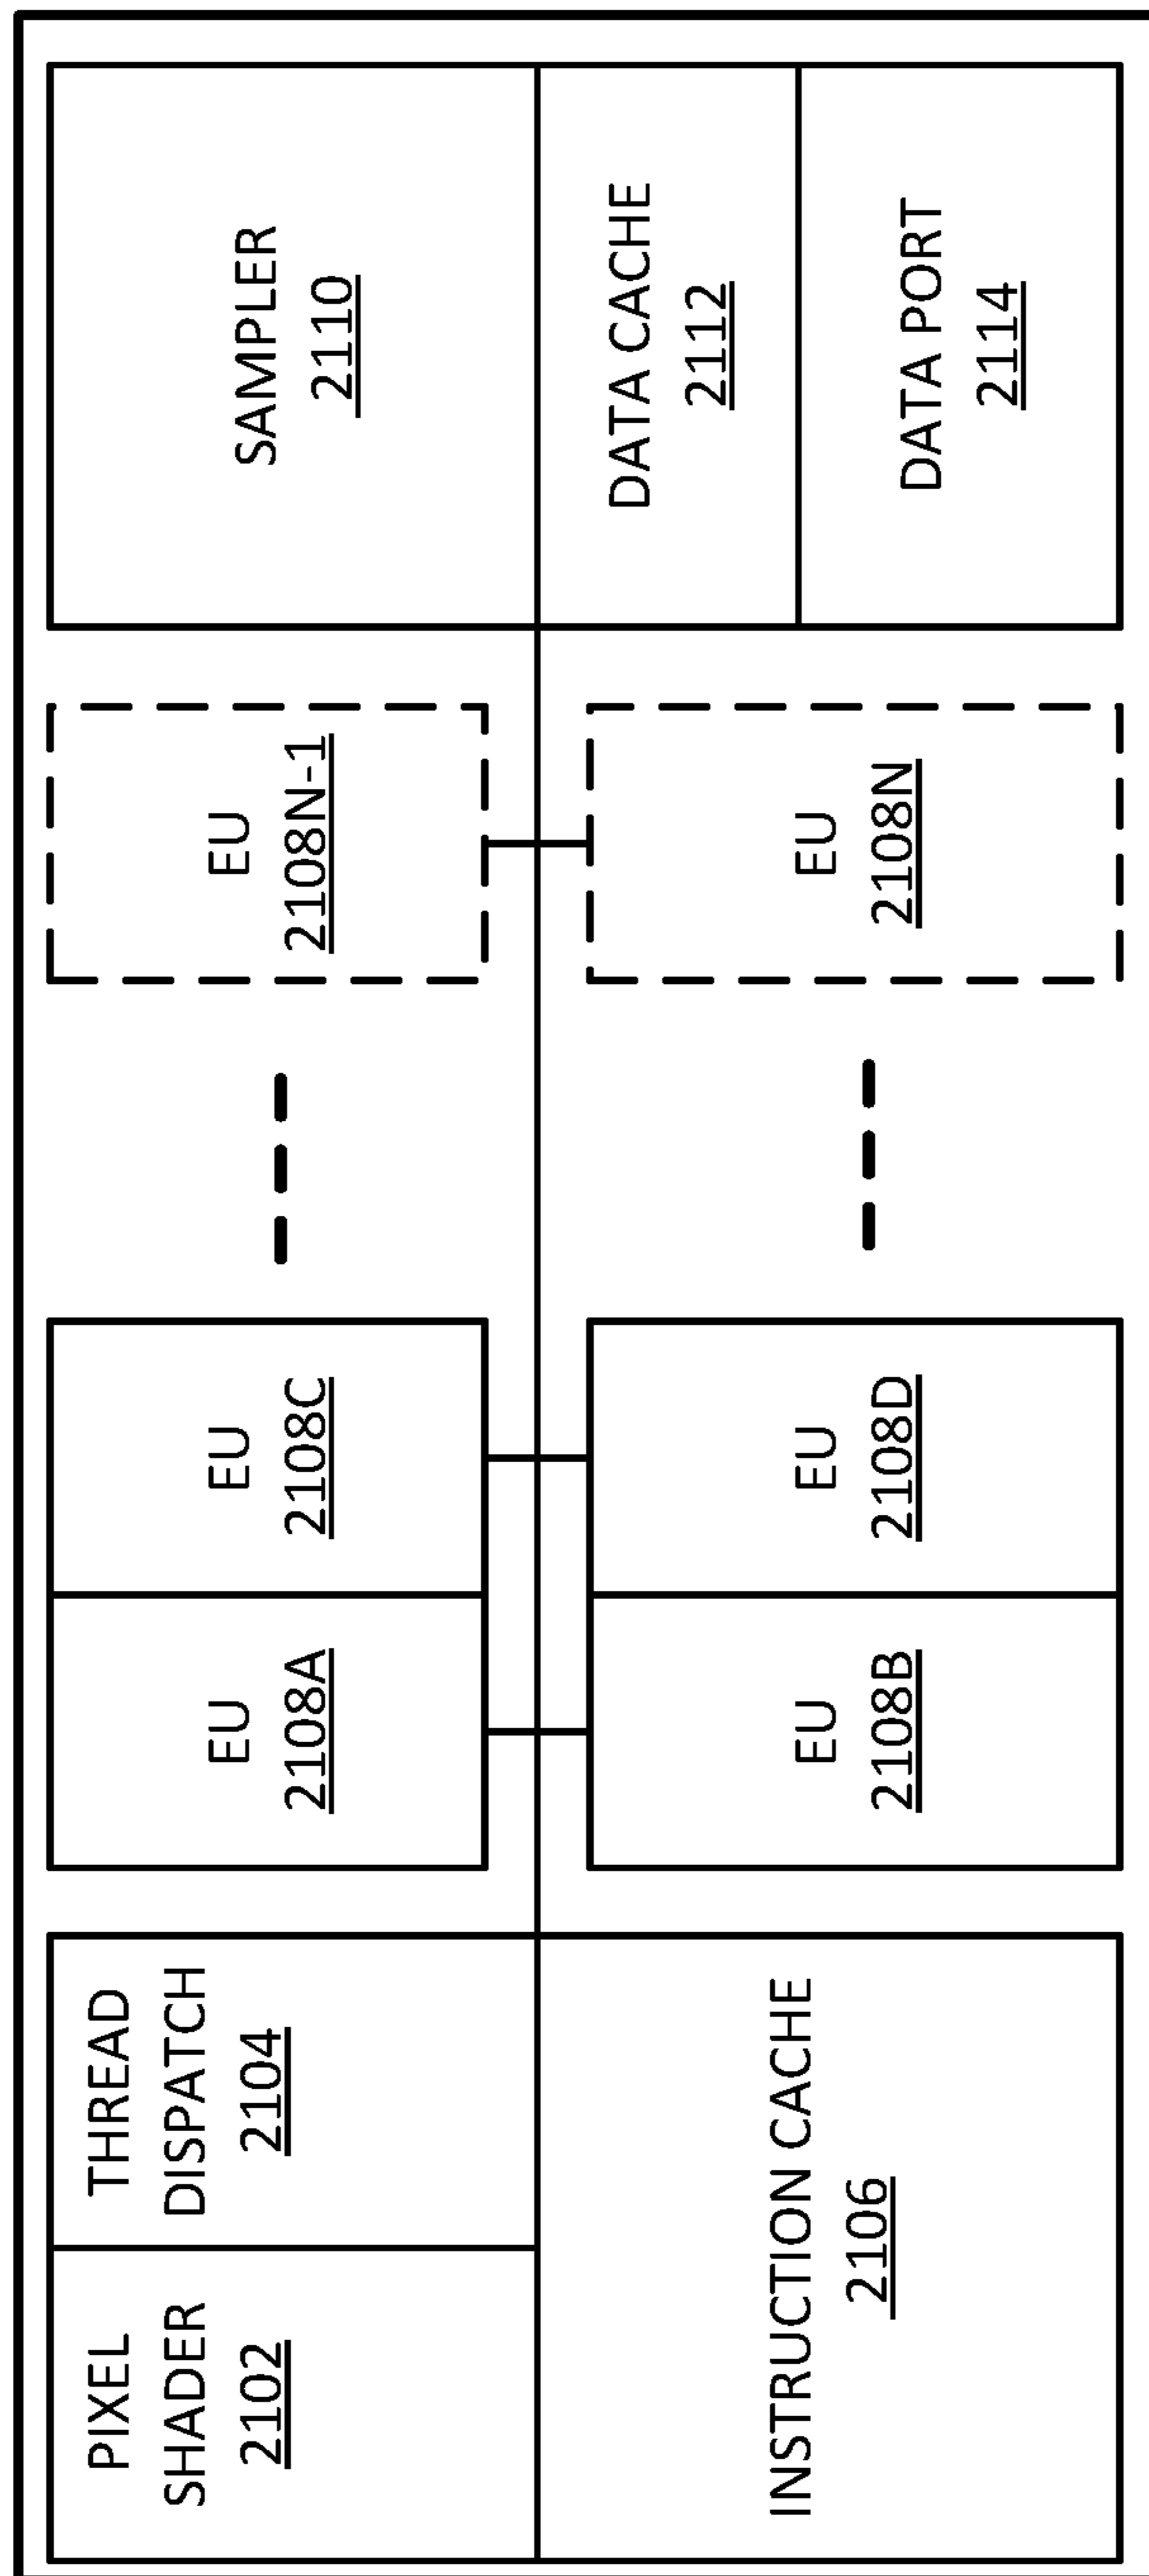 PIXEL
SHADER
2102
THREAD
DISPATCH
2104
INSTRUCTION CACHE
2106
EU
2108A
EU
2108C
EU
2108B
EU
2108D
EU
2108N-1
EU
2108N
SAMPLER
2110
DATA CACHE
2112
DATA PORT
2114